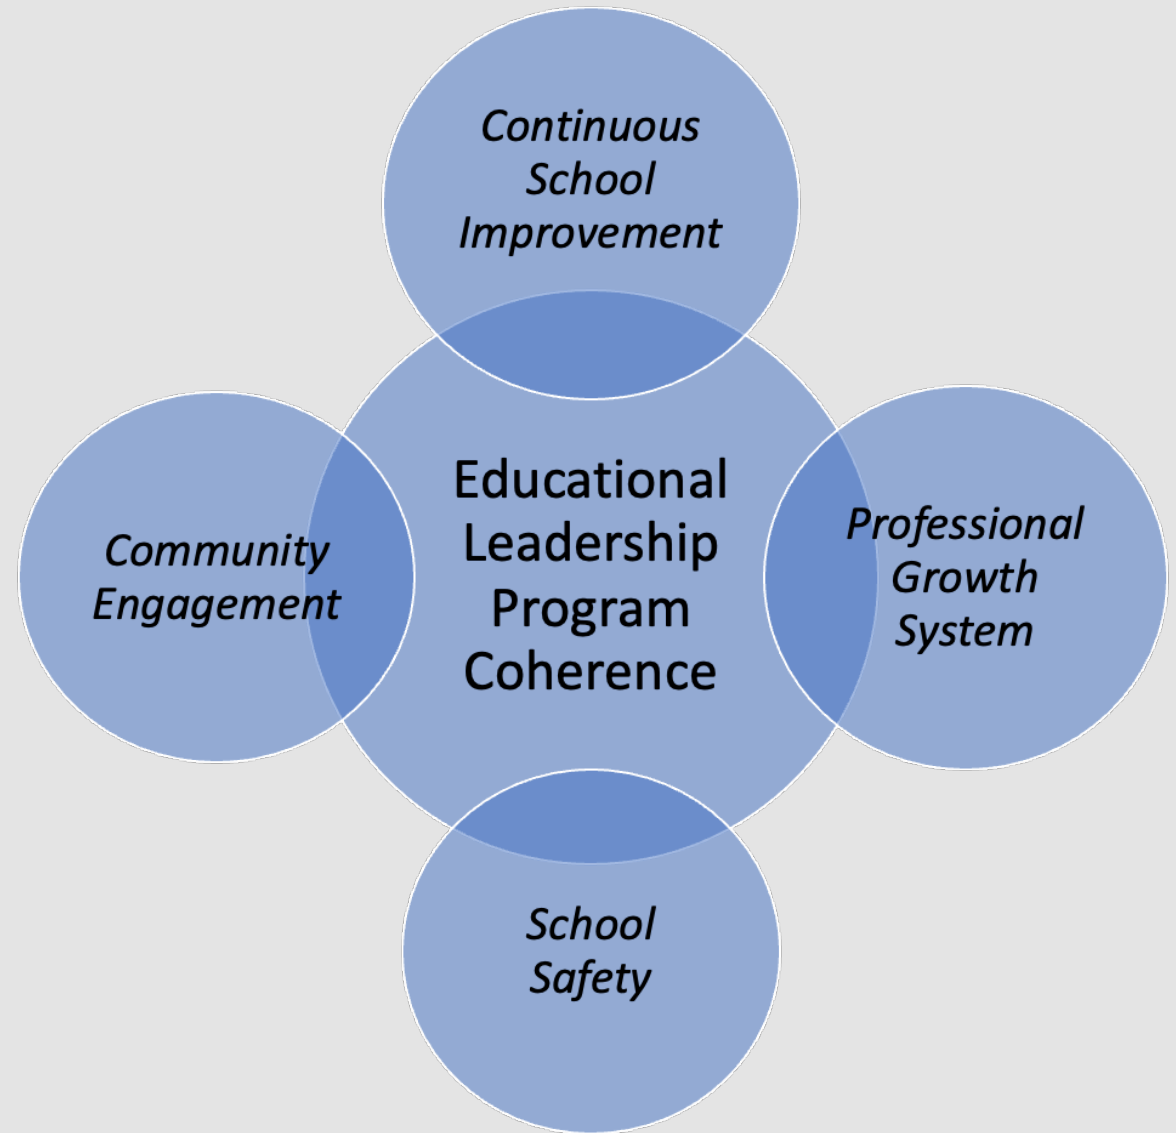 Continuous
School
Improvement
Educational
Leadership
Program
Coherence
Community
Engagement
Professional
Growth
System
School
Safety